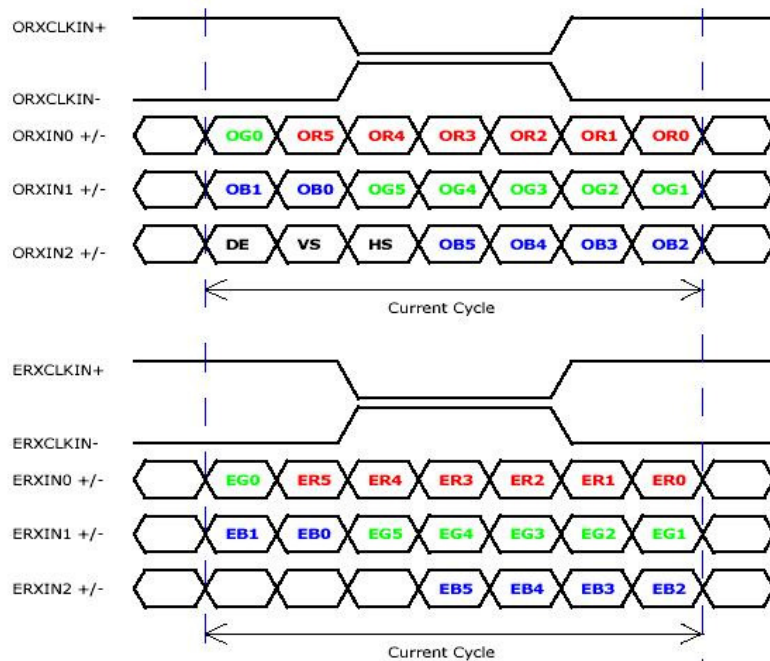 ORXCLKIN+
ORXCLKIN-
ORXIN0 +/- OG0 OR5 OR4 OR3 OR2 OR1 OR0
ORXIN1 +/- OB1 OB0 OG5 OG4 OG3 OG2 OG1
ORXIN2 +/- DE VS HS OB5 OB4 OB3 OB2
Current Cycle
ERXCLKIN+
ERXCLKIN-
ERXIN0 +/- EG0 ER5 ER4 ER3 ER2 ER1 ER0
ERXIN1 +/- EB1 EB0 EG5 EG4 EG3 EG2 EG1
ERXIN2 +/- EB5 EB4 EB3 EB2
Current Cycle